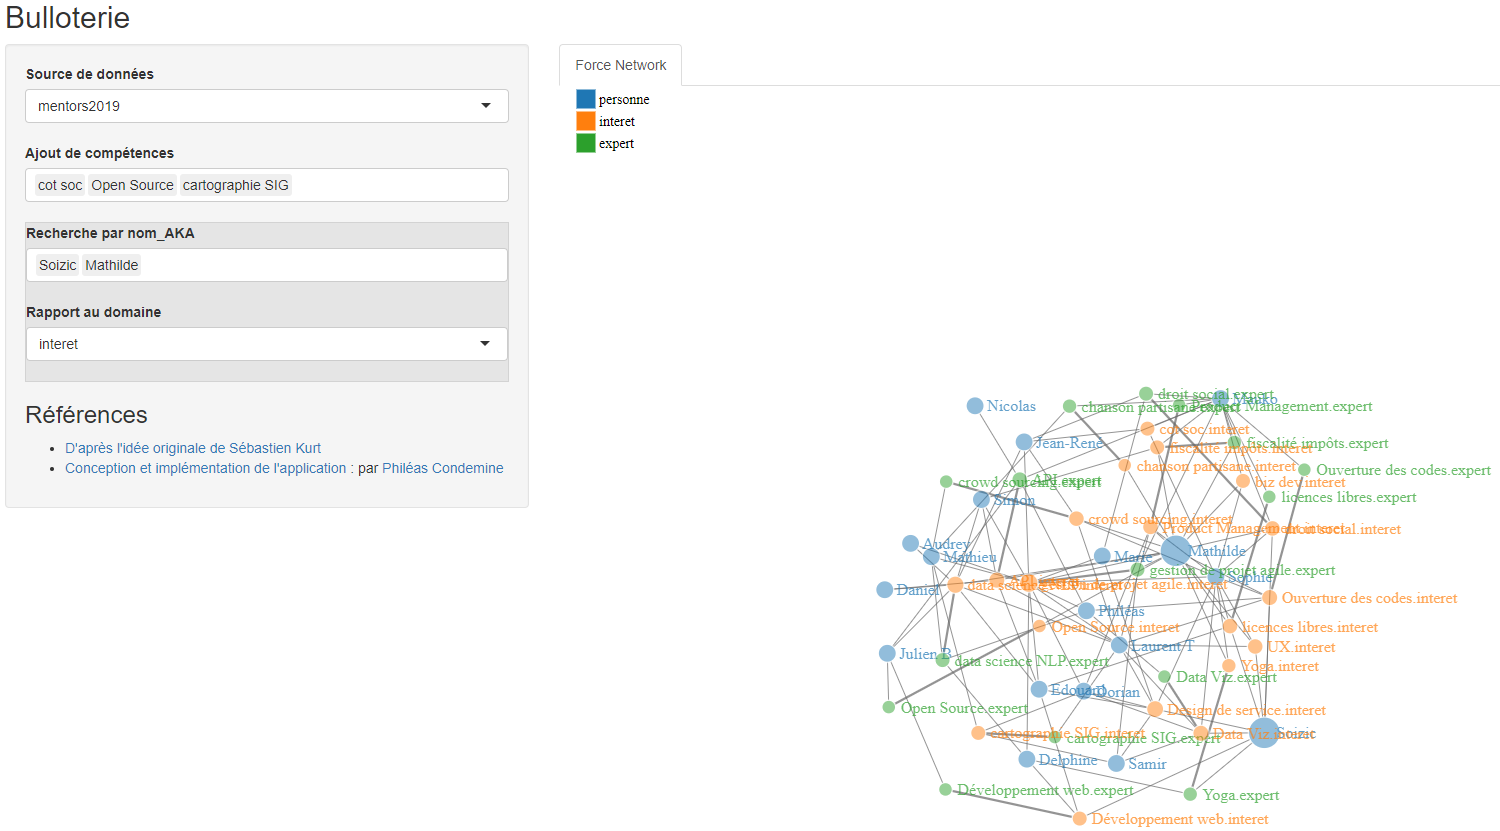 Bulloterie
Source de données
mentors2019
Ajout de compétences
cot soc Open Source cartographie SIG
Recherche par nom_AKA
Soizic Mathilde
Rapport au domaine
interet
Références
D'après l'idée originale de Sébastien Kurt
Conception et implémentation de l'application : par Philéas Condemine
Force Network
personne
interet
expert
droit social.expert
Nicolas
chanson partisane.expert
Product Management.expert
cot soc.interet
Jean-René
fiscalité impôts.expert
fiscalité impôts.interet
chanson partisane.interet
Ouverture des codes.expert
crowd sourcing.expert
API.expert
biz dev.interet
Simon
licences libres.expert
crowd sourcing.interet
Product Management.interet
droit social.interet
Audrey
Mathieu
Marie
Mathilde
gestion de projet agile.expert
Sophie
Daniel
gestion de projet agile.interet
Ouverture des codes.interet
Philéas
Open Source.interet
licences libres.interet
Laurent T
UX.interet
Julien B
data science NLP.expert
Yoga.interet
Data Viz.expert
Edouard
Dorian
Open Source.expert
Design de service.interet
cartographie SIG.interet
cartographie SIG.expert
Data Viz.interet
Soizic
Delphine
Samir
Développement web.expert
Yoga.expert
Développement web.interet